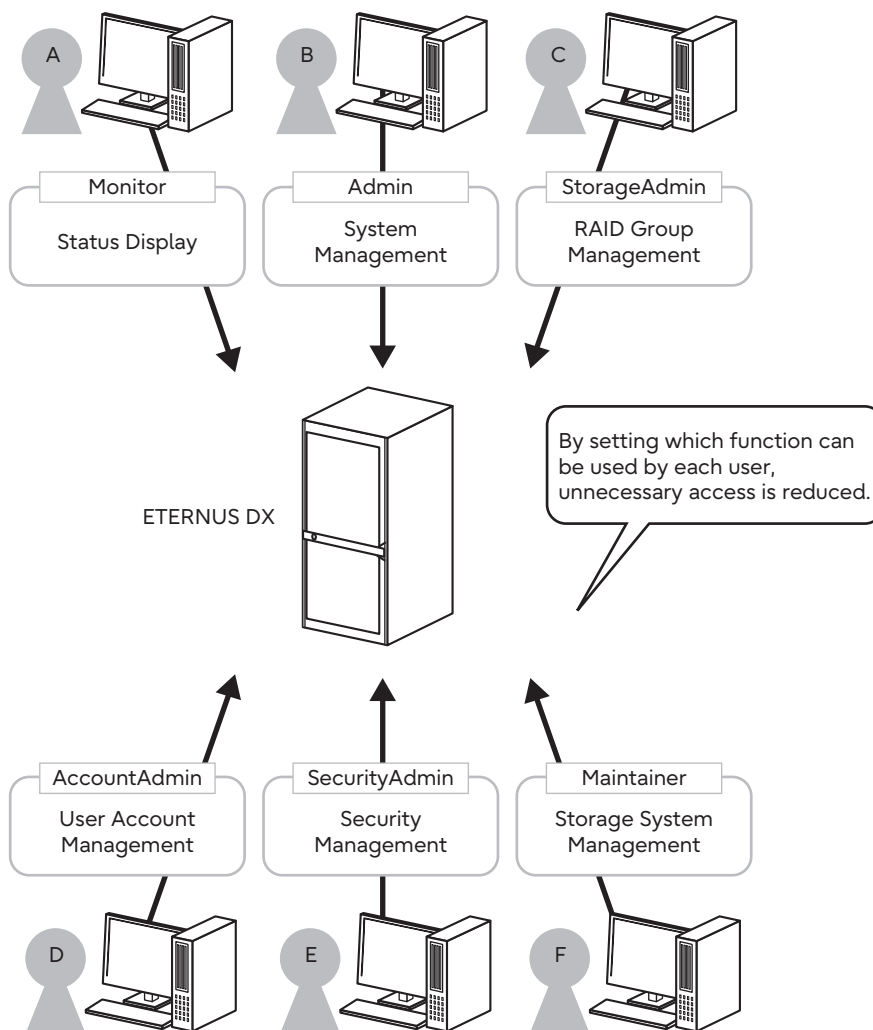 A
B
C
Monitor
Admin
StorageAdmin
Status Display
System
Management
RAID Group
Management
By setting which function can
be used by each user,
unnecessary access is reduced.
ETERNUS DX
AccountAdmin
SecurityAdmin
Maintainer
User Account
Management
Security
Management
Storage System
Management
D
E
F